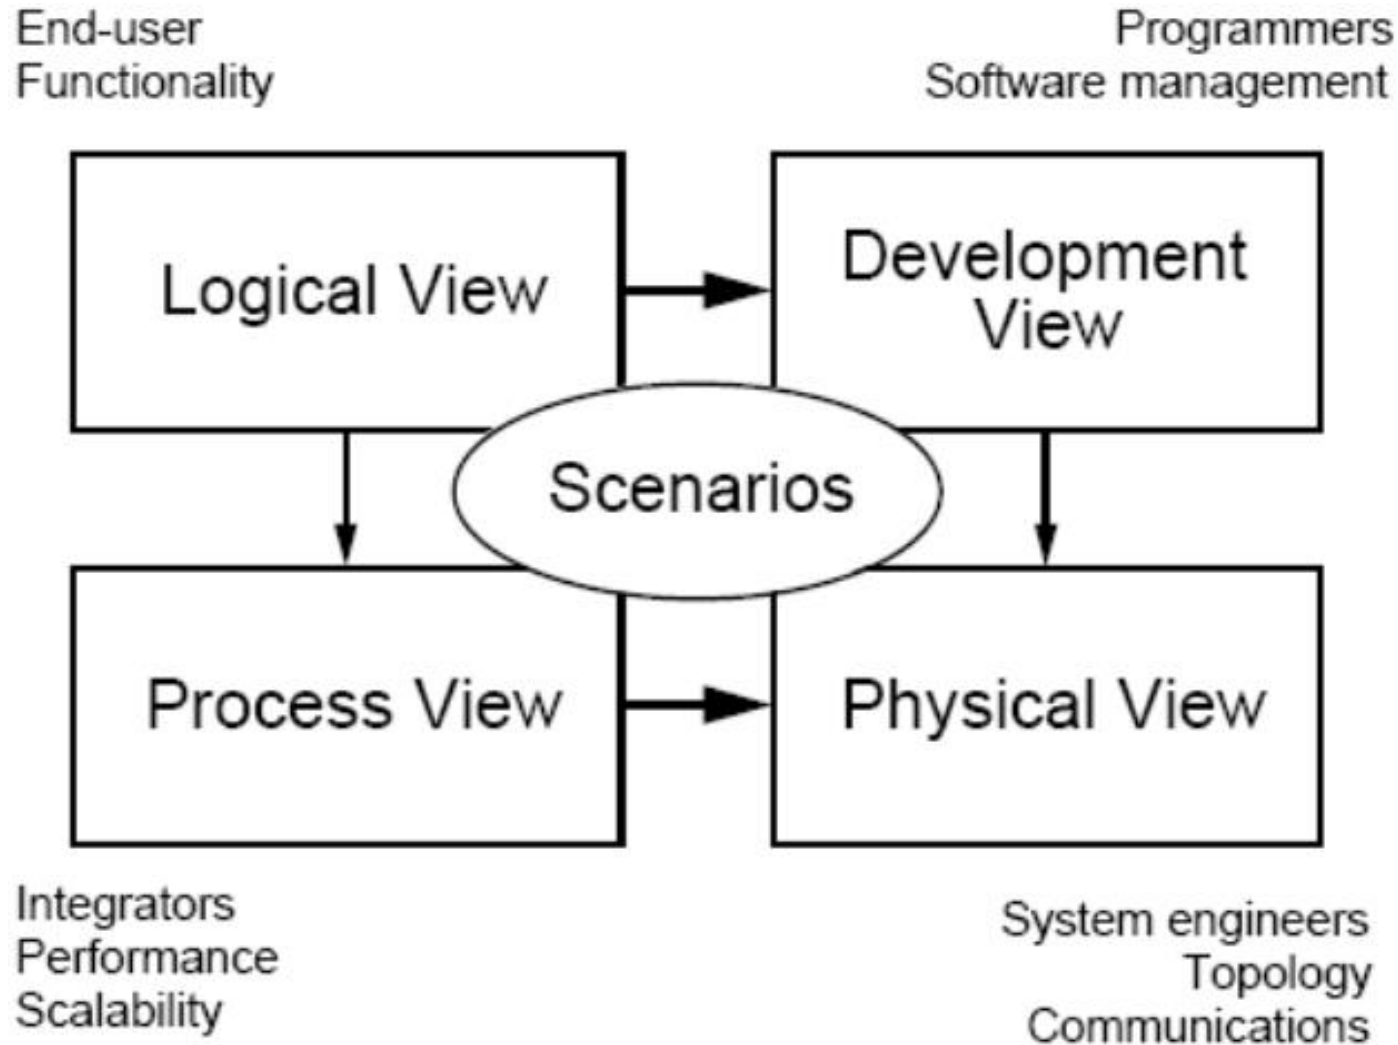 End-user
Functionality
Programmers
Software management
Logical View
Development
View
Scenarios
Process View
Physical View
Integrators
Performance
Scalability
System engineers
Topology
Communications